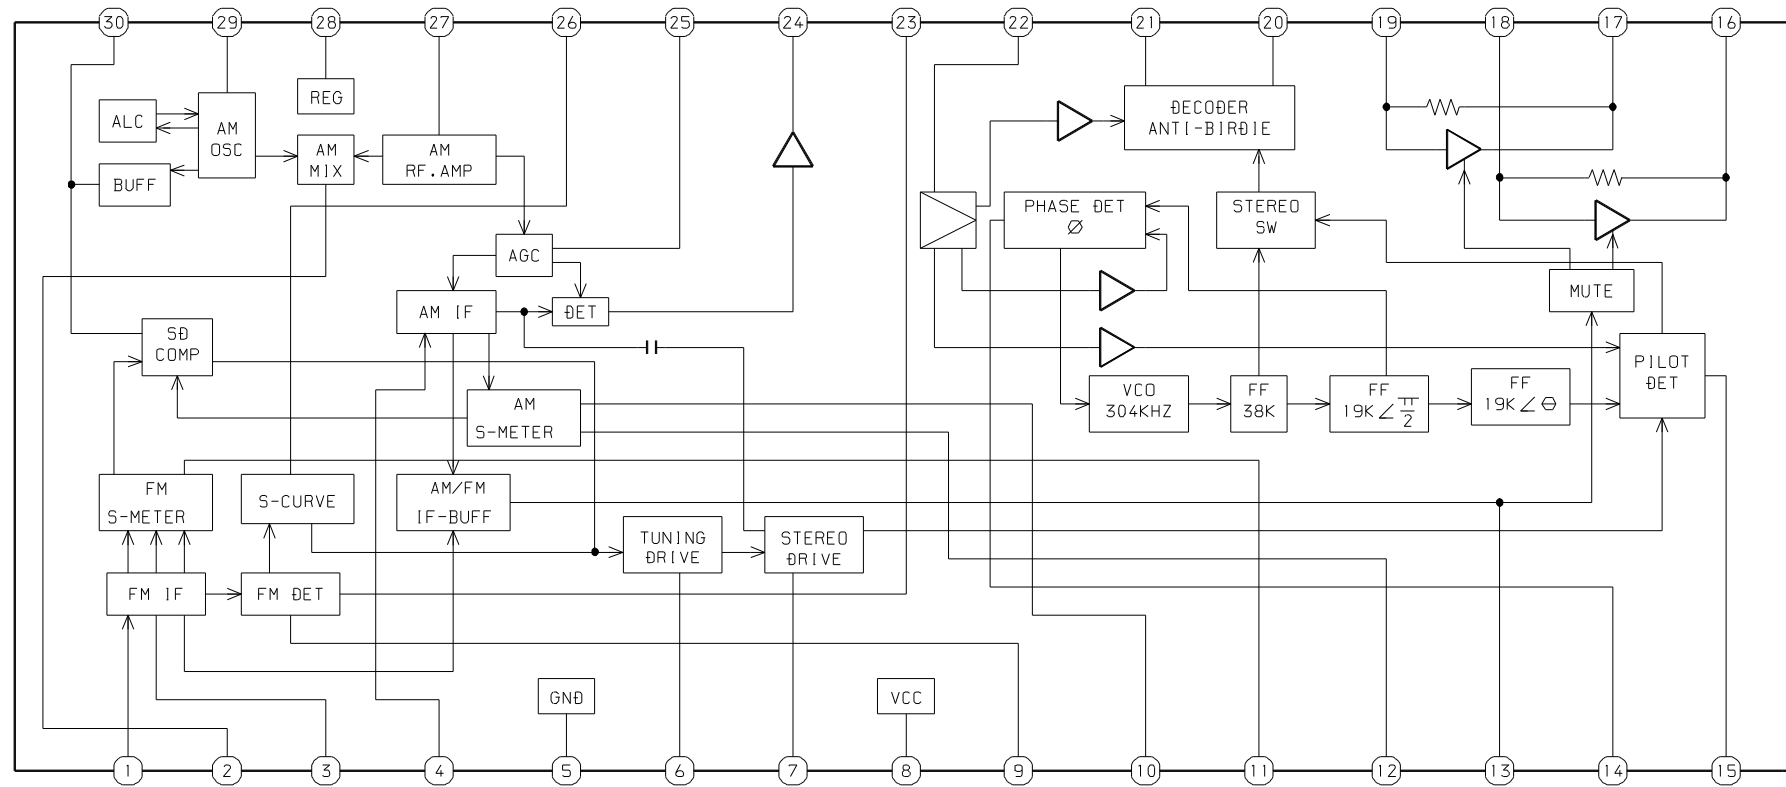 30 29 28 27 26 25 24 23 22 21 20 19 18 17 16
REG
ALC
AM
OSC
BUFF
AM
MIX
AM
RF.AMP
DECODER
ANTI-BIRDIE
PHASE DET
Ø
STEREO
SW
AGC
MUTE
AM IF
DET
SD
COMP
PILOT
DET
AM
S-METER
VCO
304KHZ
FF
38K
FF
19K∠π/2
FF
19K∠Θ
FM
S-METER
S-CURVE
AM/FM
IF-BUFF
TUNING
DRIVE
STEREO
DRIVE
FM IF
FM DET
GND
VCC
1 2 3 4 5 6 7 8 9 10 11 12 13 14 15